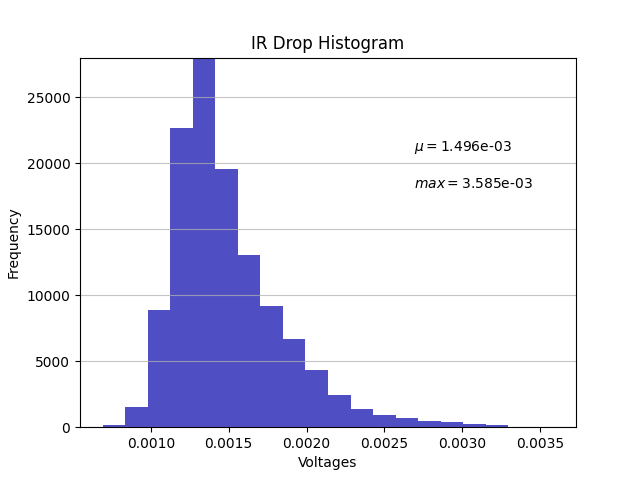 IR Drop Histogram
25000
20000
15000
10000
5000
0
Frequency
μ = 1.496e-03
max = 3.585e-03
0.0010 0.0015 0.0020 0.0025 0.0030 0.0035
Voltages